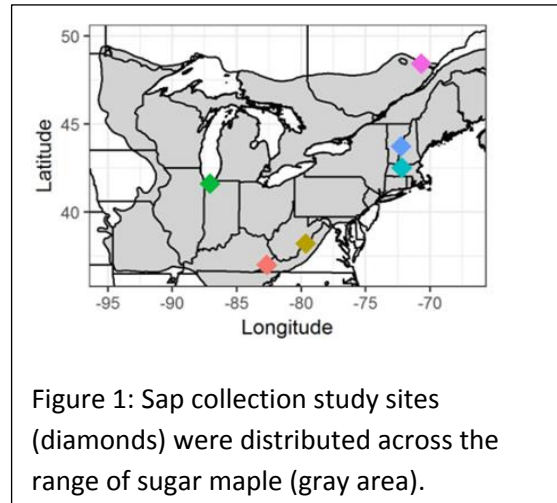 50
45
40
Latitude
-95 -90 -85 -80 -75 -70
Longitude
Figure 1: Sap collection study sites
(diamonds) were distributed across the
range of sugar maple (gray area).